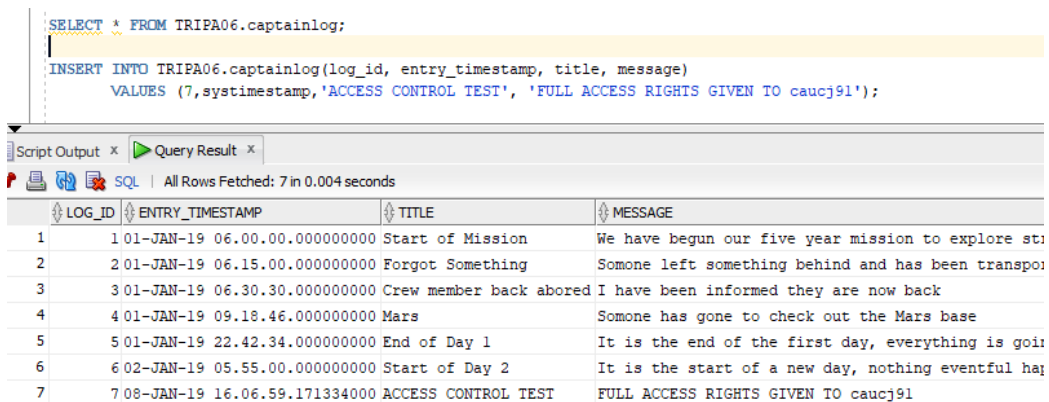 SELECT * FROM TRIPA06.captainlog;
INSERT INTO TRIPA06.captainlog(log_id, entry_timestamp, title, message)
VALUES (7,systimestamp,'ACCESS CONTROL TEST', 'FULL ACCESS RIGHTS GIVEN TO caucj91');
Script Output x Query Result x
SQL | All Rows Fetched: 7 in 0.004 seconds
LOG_ID ENTRY_TIMESTAMP TITLE MESSAGE
1 1 01-JAN-19 06.00.00.000000000 Start of Mission We have begun our five year mission to explore
2 2 01-JAN-19 06.15.00.000000000 Forgot Something Somone left something behind and has been
3 3 01-JAN-19 06.30.30.000000000 Crew member back abored I have been informed they are now back
4 4 01-JAN-19 09.18.46.000000000 Mars Somone has gone to check out the Mars base
5 5 01-JAN-19 22.42.34.000000000 End of Day 1 It is the end of the first day, everything is
6 6 02-JAN-19 05.55.00.000000000 Start of Day 2 It is the start of a new day, nothing eventful
7 7 08-JAN-19 16.06.59.171334000 ACCESS CONTROL TEST FULL ACCESS RIGHTS GIVEN TO caucj91